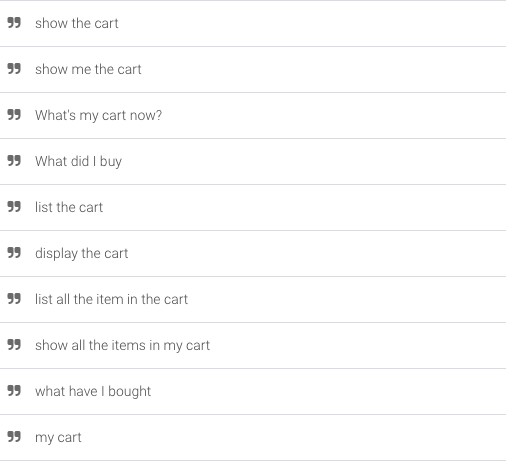 show the cart
show me the cart
What's my cart now?
What did I buy
list the cart
display the cart
list all the item in the cart
show all the items in my cart
what have I bought
my cart